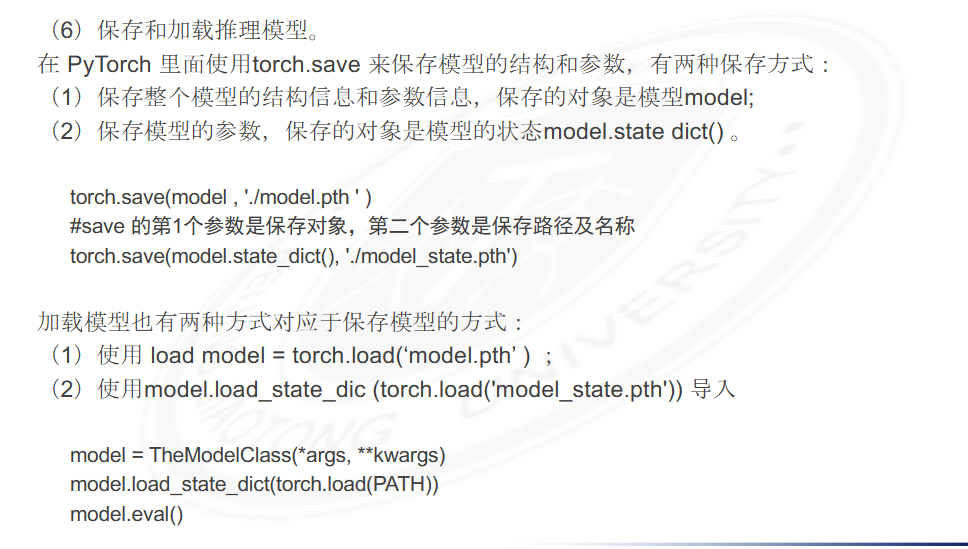 （6）保存和加载推理模型。
在 PyTorch 里面使用torch.save 来保存模型的结构和参数，有两种保存方式：
（1）保存整个模型的结构信息和参数信息，保存的对象是模型model;
（2）保存模型的参数，保存的对象是模型的状态model.state dict() 。
torch.save(model , './model.pth ' )
#save 的第1个参数是保存对象，第二个参数是保存路径及名称
torch.save(model.state_dict(), './model_state.pth')
加载模型也有两种方式对应于保存模型的方式：
（1）使用 load model = torch.load(‘model.pth’ ) ；
（2）使用model.load_state_dic (torch.load('model_state.pth')) 导入
model = TheModelClass(*args, **kwargs)
model.load_state_dict(torch.load(PATH))
model.eval()
UNIVERSITY